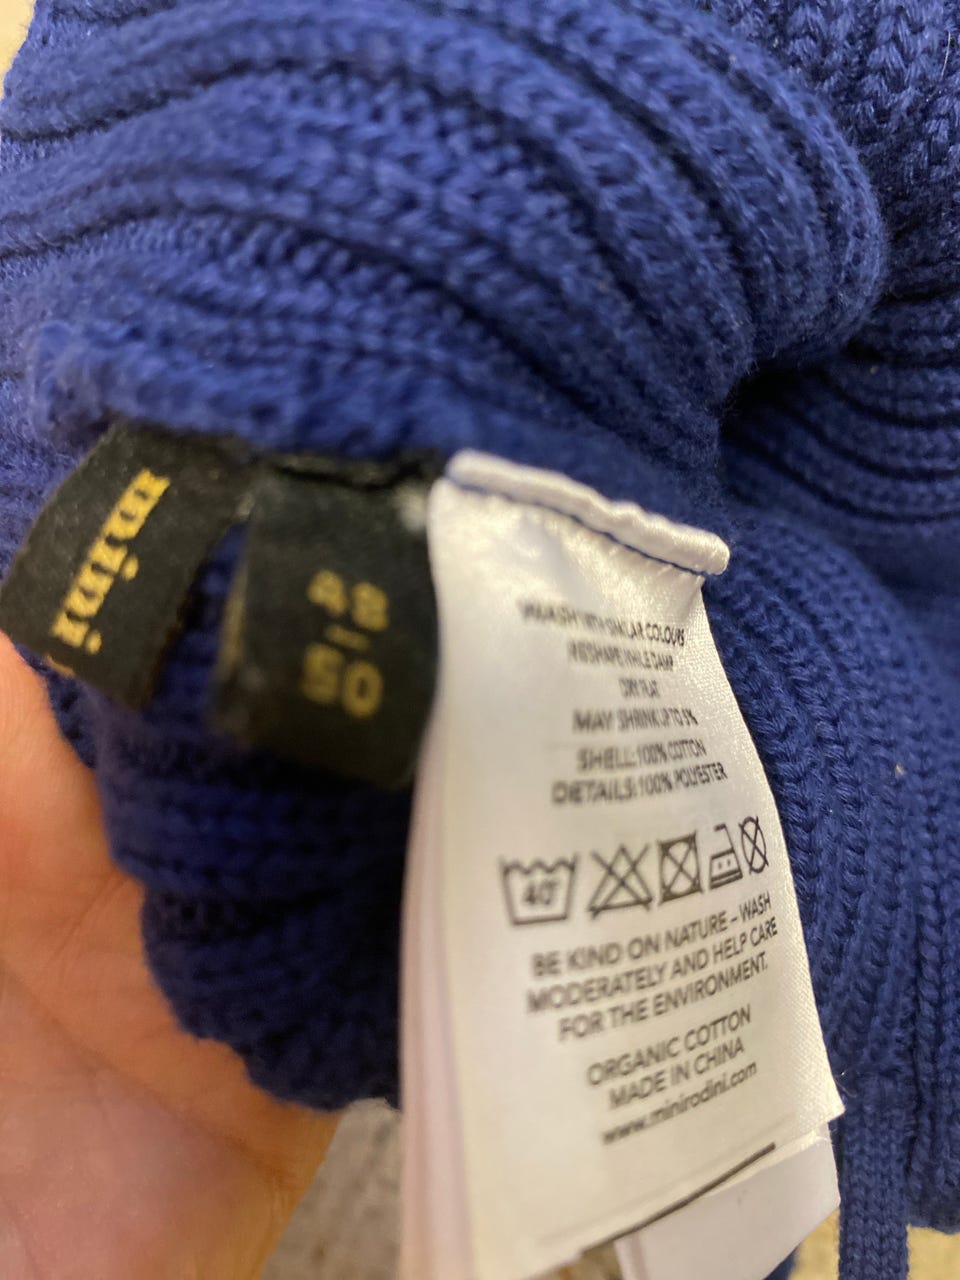 mini
48
–
50
WASH WITH SIMILAR COLOURS
RESHAPE WHILE DAMP
DRY FLAT
MAY SHRINK UP TO 5%
SHELL: 100% COTTON
DETAILS: 100% POLYESTER
40°
BE KIND ON NATURE – WASH
MODERATELY AND HELP CARE
FOR THE ENVIRONMENT.
ORGANIC COTTON
MADE IN CHINA
www.minirodini.com